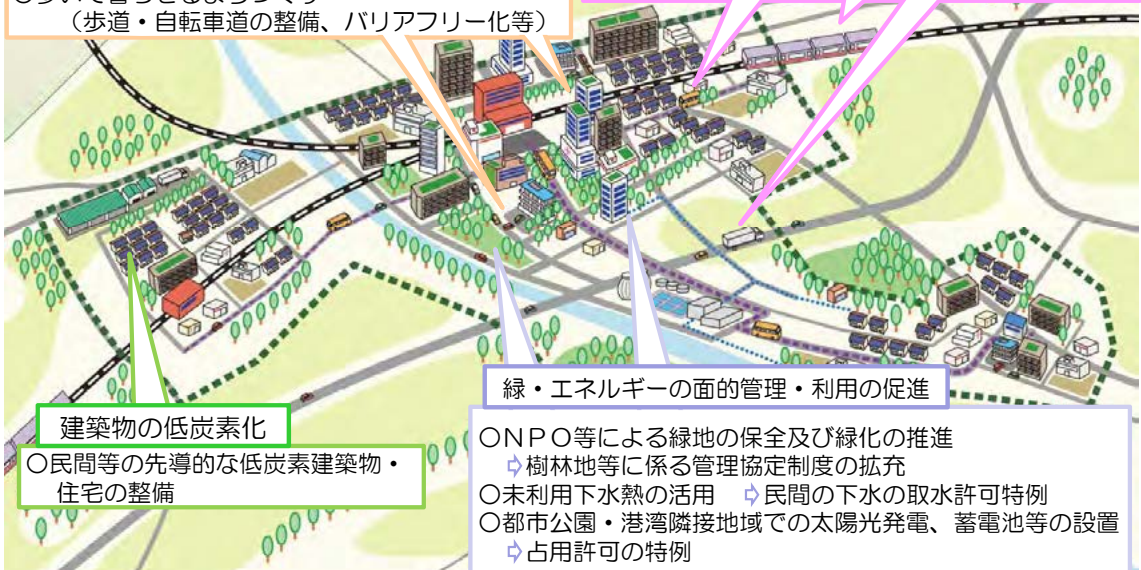 （歩道・自転車道の整備、バリアフリー化等）
建築物の低炭素化
〇民間等の先導的な低炭素建築物・
住宅の整備
緑・エネルギーの面的管理・利用の促進
〇ＮＰＯ等による緑地の保全及び緑化の推進
⇨樹林地等に係る管理協定制度の拡充
〇未利用下水熱の活用　⇨民間の下水の取水許可特例
〇都市公園・港湾隣接地域での太陽光発電、蓄電池等の設置
⇨占用許可の特例